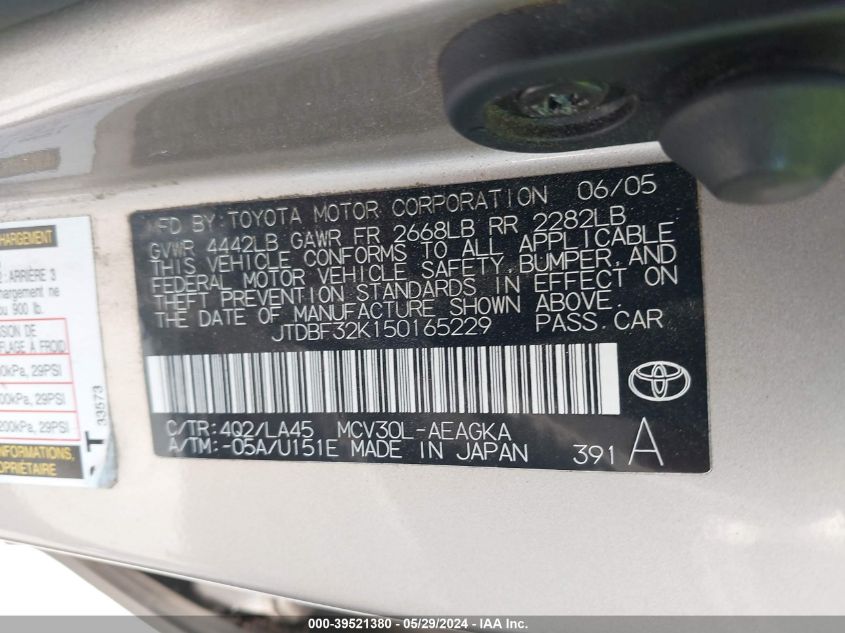 MFD BY: TOYOTA MOTOR CORPORATION 06/05
GVWR 4442LB GAWR FR 2668LB RR 2282LB
THIS VEHICLE CONFORMS TO ALL APPLICABLE
FEDERAL MOTOR VEHICLE SAFETY, BUMPER, AND
THEFT PREVENTION STANDARDS IN EFFECT ON
THE DATE OF MANUFACTURE SHOWN ABOVE.
JTDBF32K150165229 PASS. CAR
C/TR: 4Q2/LA45 MCV30L-AEAGKA
A/TM: -05A/U151E MADE IN JAPAN 391 A
CHARGEMENT
: ARRIÈRE 3
hargement ne
ou 900 lb.
SSION DE
FLAGE À FROID
0kPa, 29PSI
00kPa, 29PSI
200kPa, 29PSI
INFORMATIONS.
OPRIÉTAIRE
T
33573
000-39521380 - 05/29/2024 - IAA Inc.